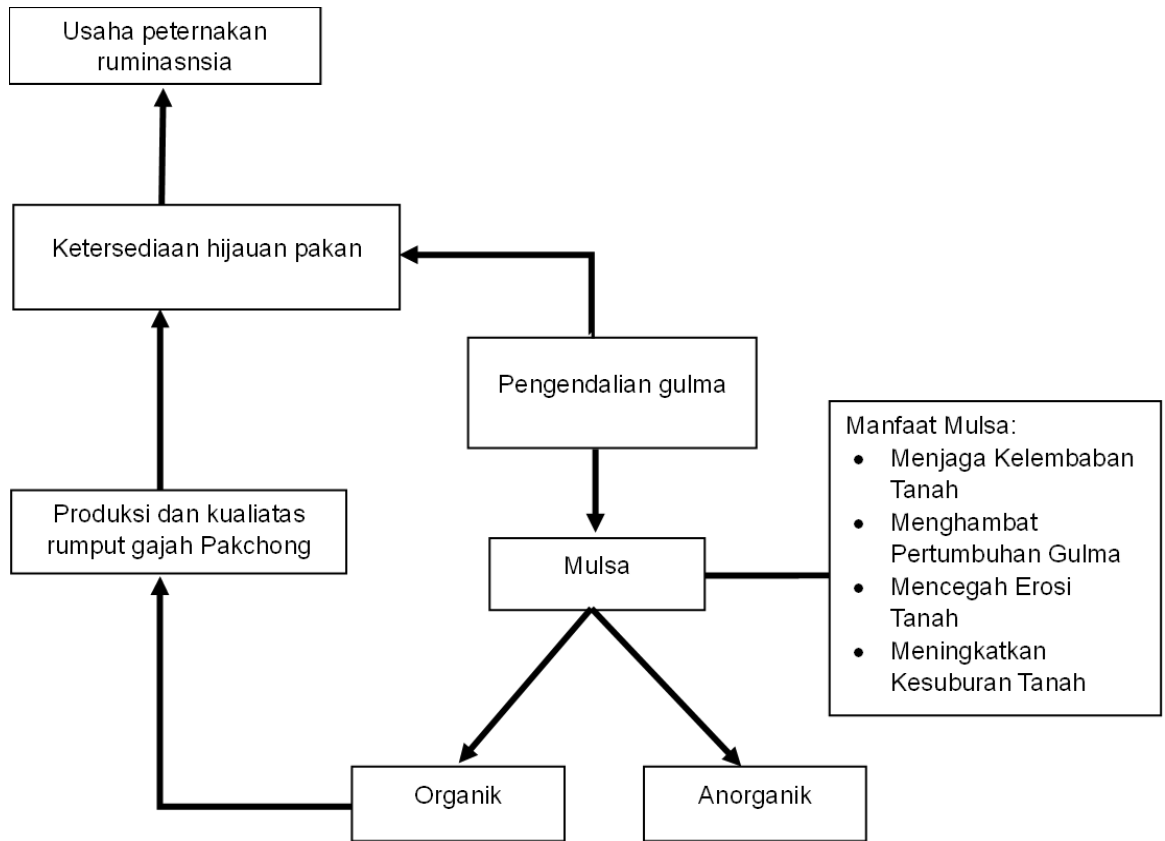 Usaha peternakan
ruminasnsia
Ketersediaan hijauan pakan
Pengendalian gulma
Manfaat Mulsa:
• Menjaga Kelembaban
Tanah
• Menghambat
Pertumbuhan Gulma
• Mencegah Erosi
Tanah
• Meningkatkan
Kesuburan Tanah
Produksi dan kualiatas
rumput gajah Pakchong
Mulsa
Organik
Anorganik